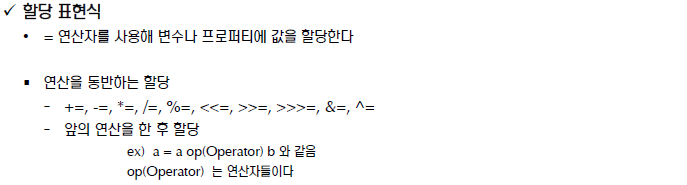 ✓ 할당 표현식
• = 연산자를 사용해 변수나 프로퍼티에 값을 할당한다
▪ 연산을 동반하는 할당
- +=, -=, *=, /=, %=, <<=, >>=, >>>=, &=, ^=
- 앞의 연산을 한 후 할당
ex) a = a op(Operator) b 와 같음
op(Operator) 는 연산자들이다